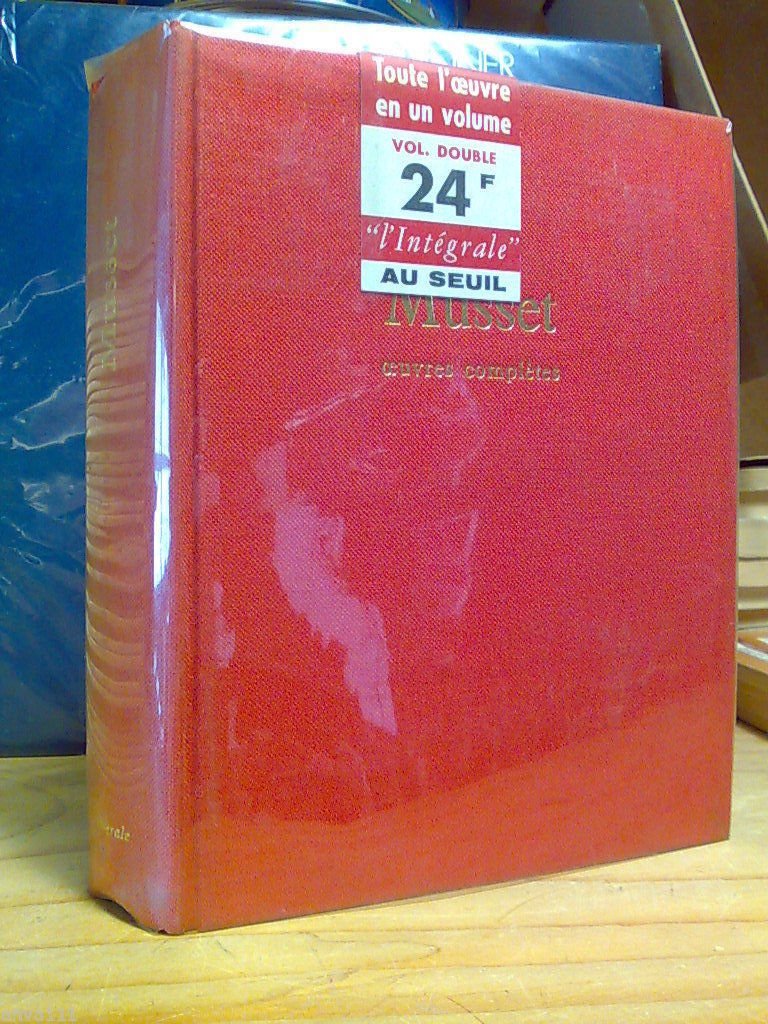 Toute l'œuvre
en un volume
VOL. DOUBLE
24 F
"l'Intégrale"
AU SEUIL
Musset
œuvres complètes
Musset